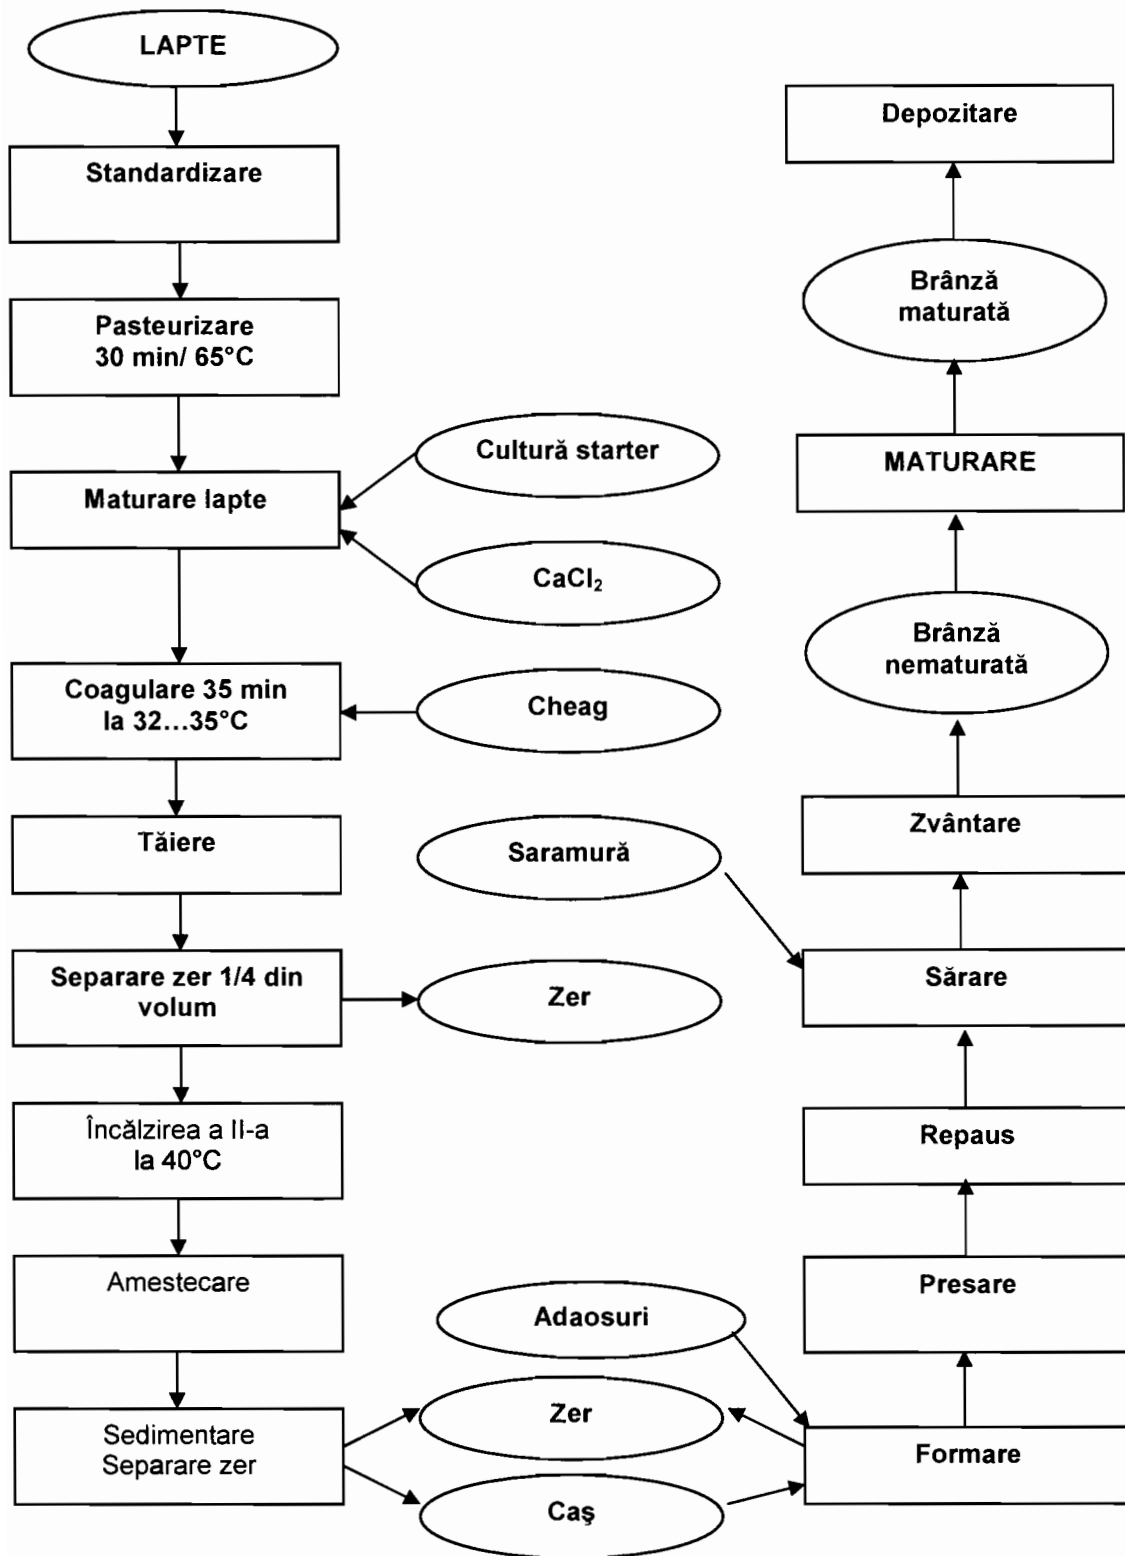 LAPTE
Standardizare
Pasteurizare
30 min/ 65°C
Maturare lapte
Cultură starter
CaCl₂
Coagulare 35 min
la 32...35°C
Cheag
Tăiere
Separare zer 1/4 din
volum
Zer
Încălzirea a II-a
la 40°C
Amestecare
Sedimentare
Separare zer
Zer
Caş
Adaosuri
Formare
Presare
Repaus
Saramură
Sărare
Zvântare
Brânză
nematurată
MATURARE
Brânză
maturată
Depozitare